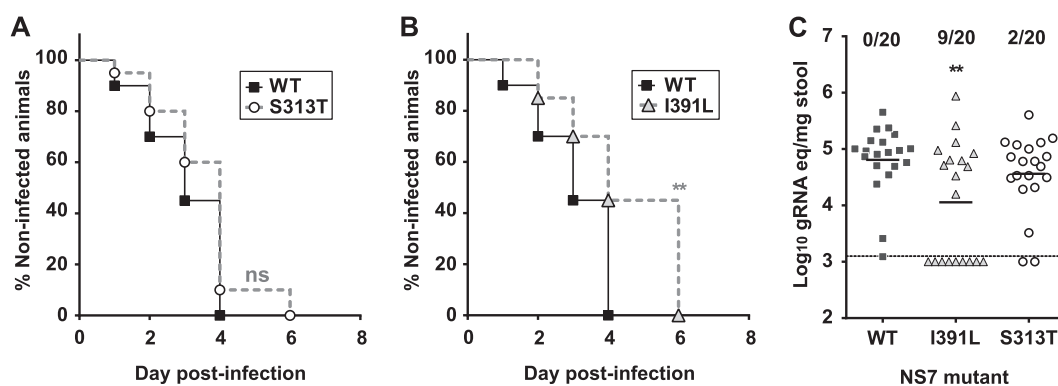 A
% Non-infected animals
100
80
60
40
20
0
WT
S313T
ns
0 2 4 6 8
Day post-infection
B
% Non-infected animals
100
80
60
40
20
0
WT
I391L
**
0 2 4 6 8
Day post-infection
C
Log10 gRNA eq/mg stool
7
6
5
4
3
2
0/20 9/20 2/20
**
WT I391L S313T
NS7 mutant